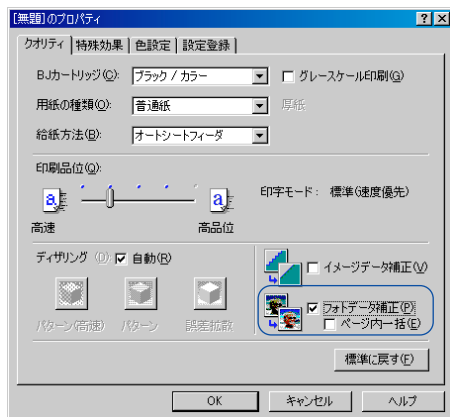 [無題]のプロパティ
クオリティ 特殊効果 色設定 設定登録
BJカートリッジ(C): ブラック / カラー グレースケール印刷(G)
用紙の種類(O): 普通紙 厚紙
給紙方法(B): オートシートフィーダ
印刷品位(Q):
a a 印字モード : 標準(速度優先)
高速 高品位
ディザリング (D): 自動(R) イメージデータ補正(V)
フォトデータ補正(P)
ページ内一括(E)
パターン(高速) パターン 誤差拡散
標準に戻す(F)
OK キャンセル ヘルプ